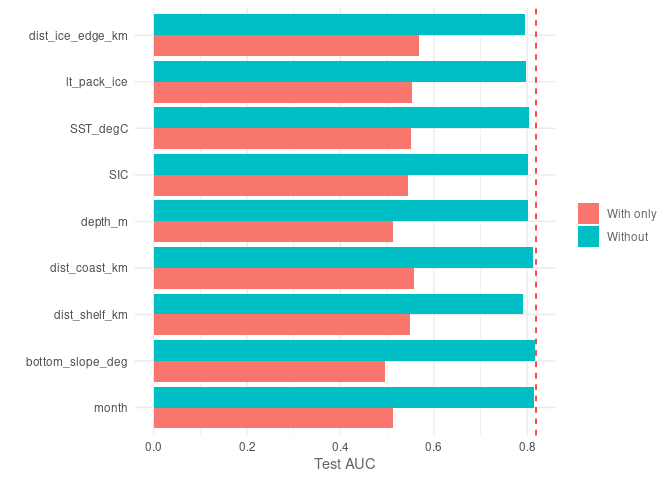 dist_ice_edge_km
lt_pack_ice
SST_degC
SIC
depth_m
dist_coast_km
dist_shelf_km
bottom_slope_deg
month
0.0 0.2 0.4 0.6 0.8
Test AUC
With only
Without